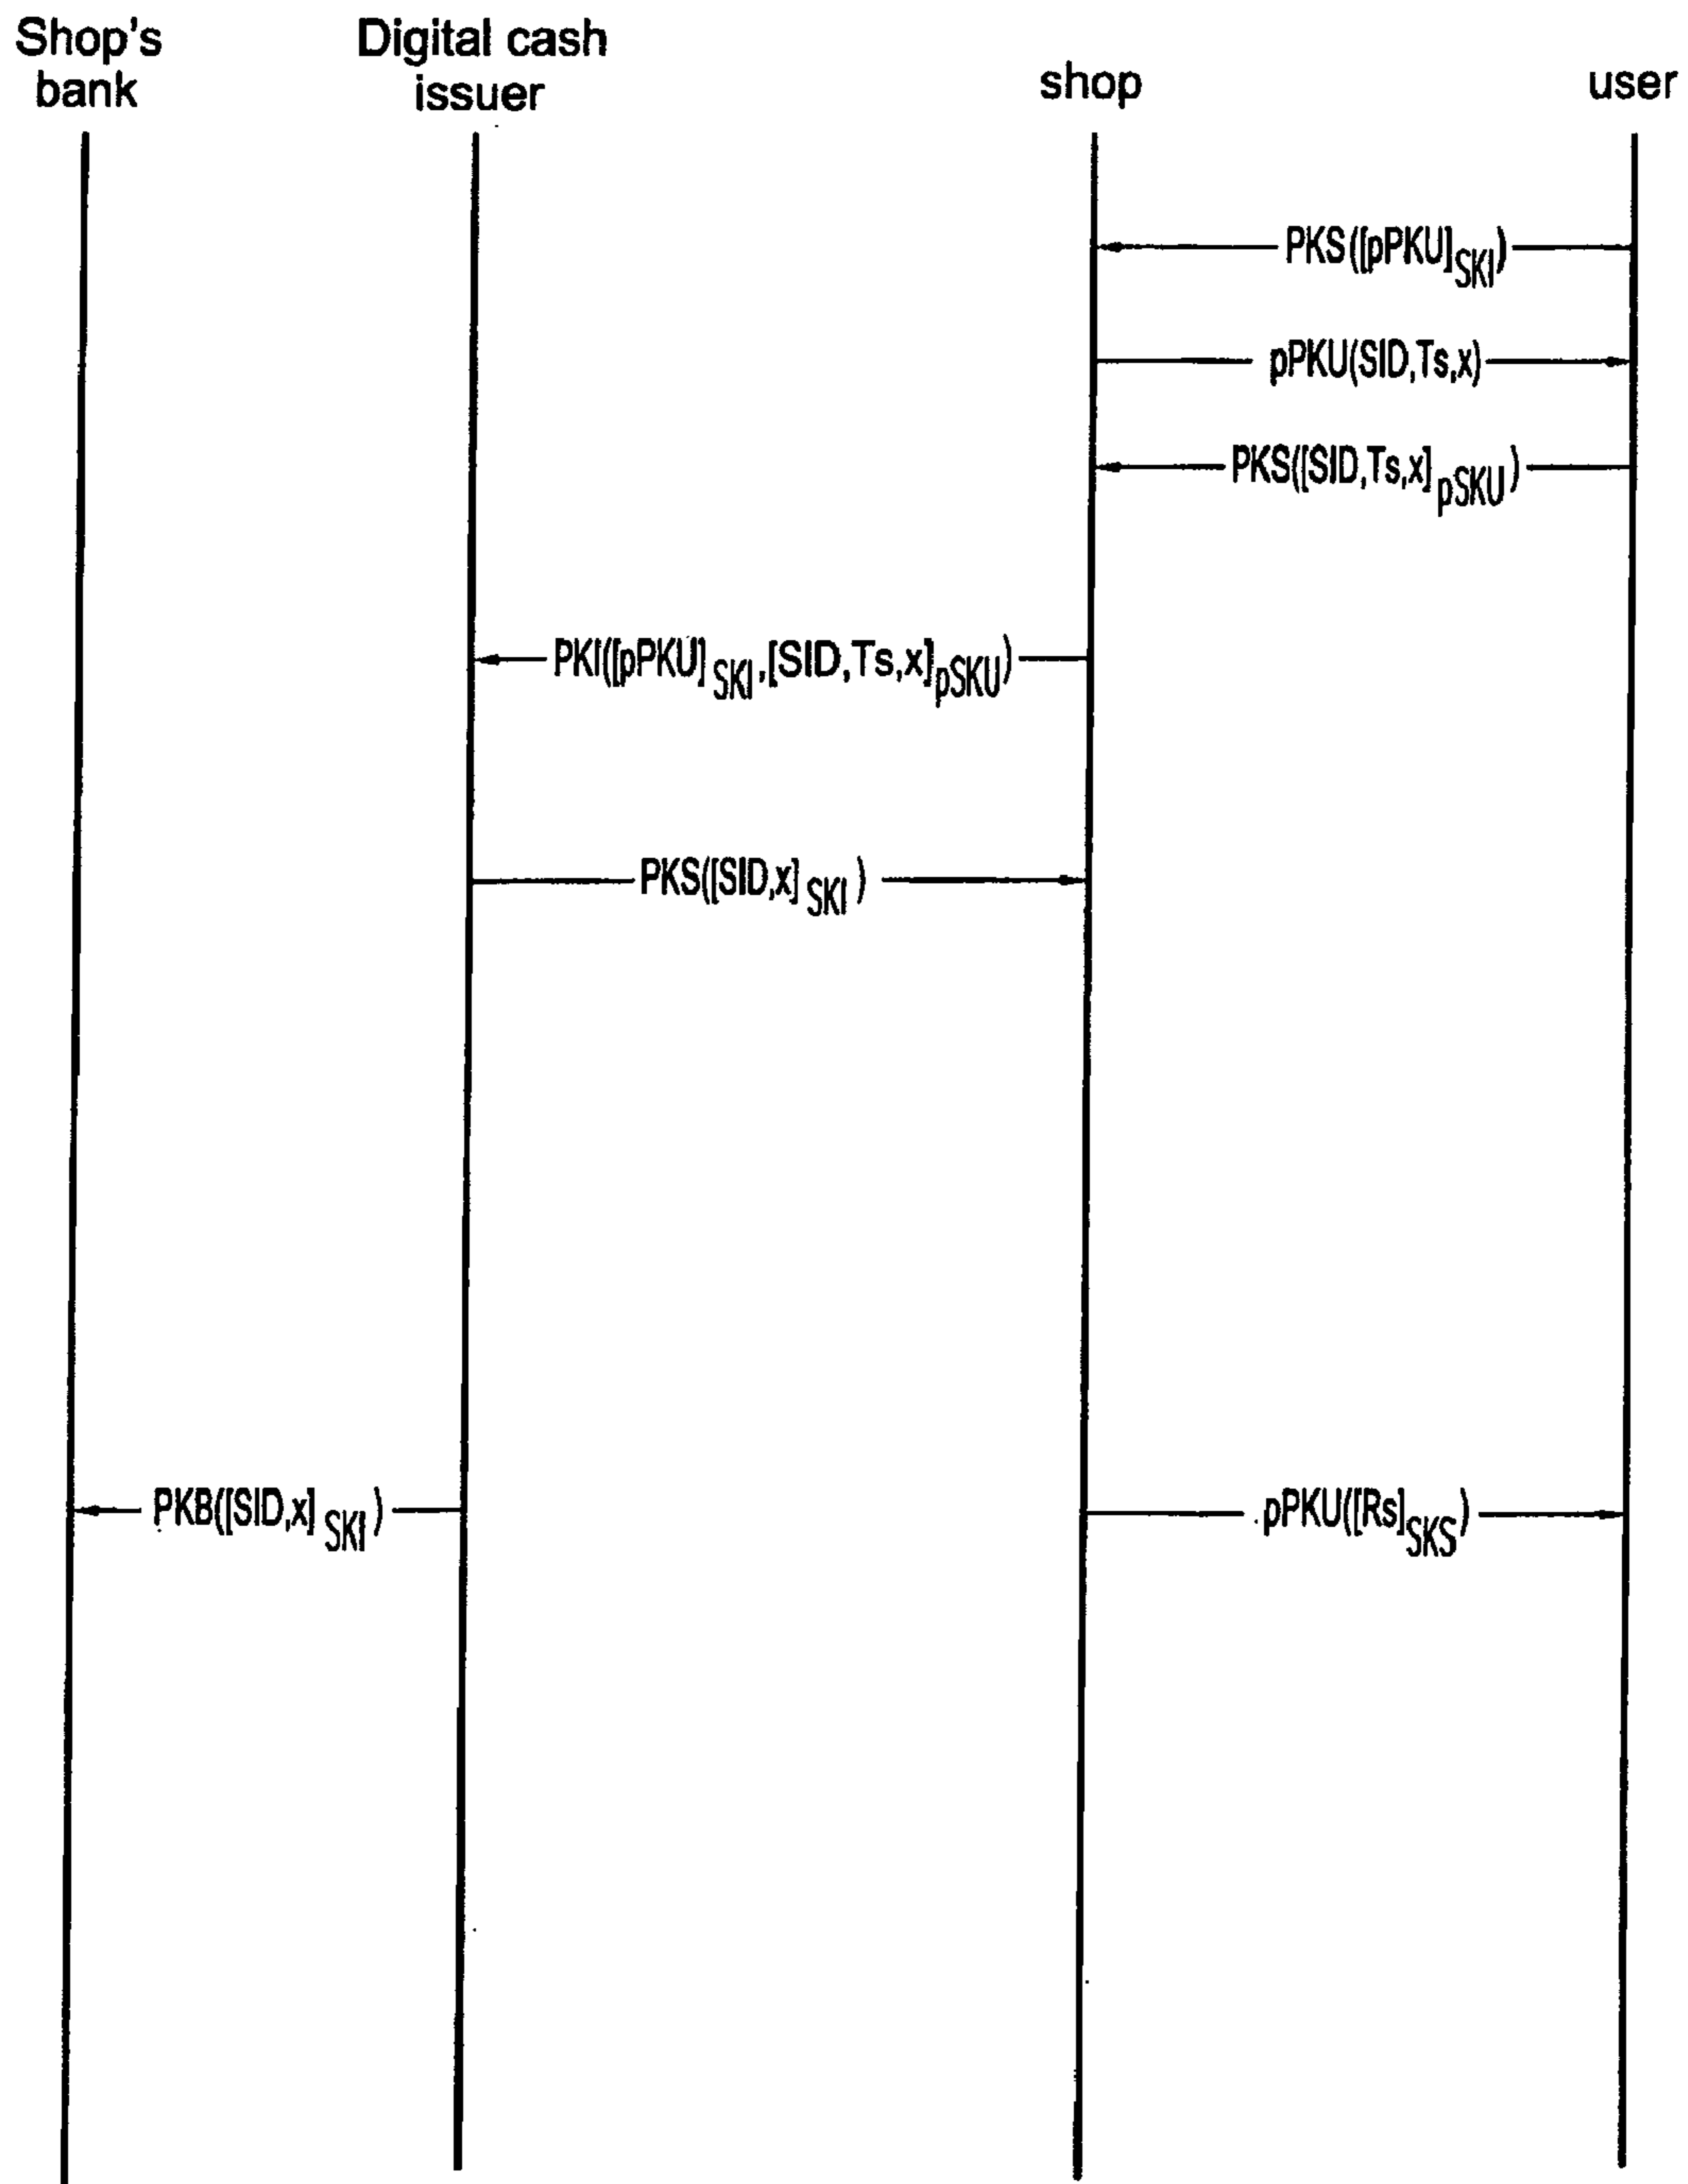 Shop's
bank
Digital cash
issuer
shop
user
PKS([pPKU]SKI)
pPKU(SID,Ts,x)
PKS([SID,Ts,x]pSKU)
PKI([pPKU]SKI,[SID,Ts,x]pSKU)
PKS([SID,x]SKI)
PKB([SID,x]SKI)
pPKU([Rs]SKS)